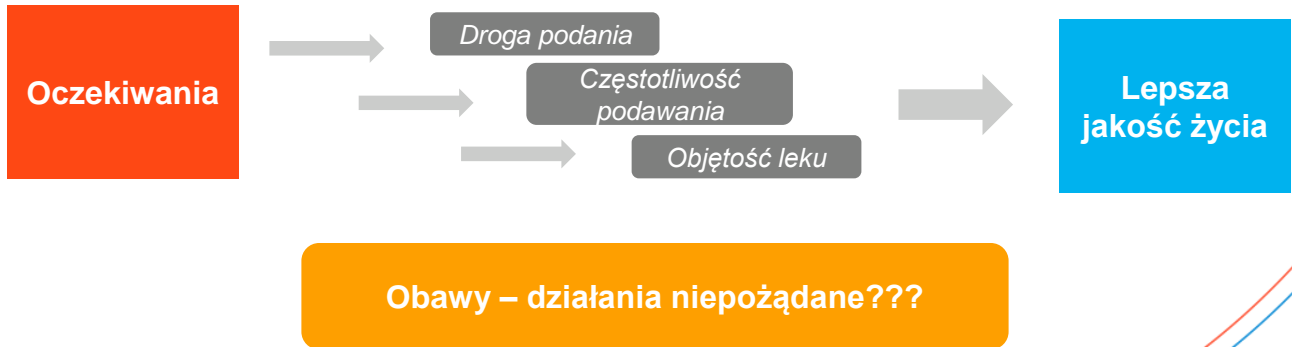 Oczekiwania
Droga podania
Częstotliwość
podawania
Objętość leku
Lepsza
jakość życia
Obawy – działania niepożądane???